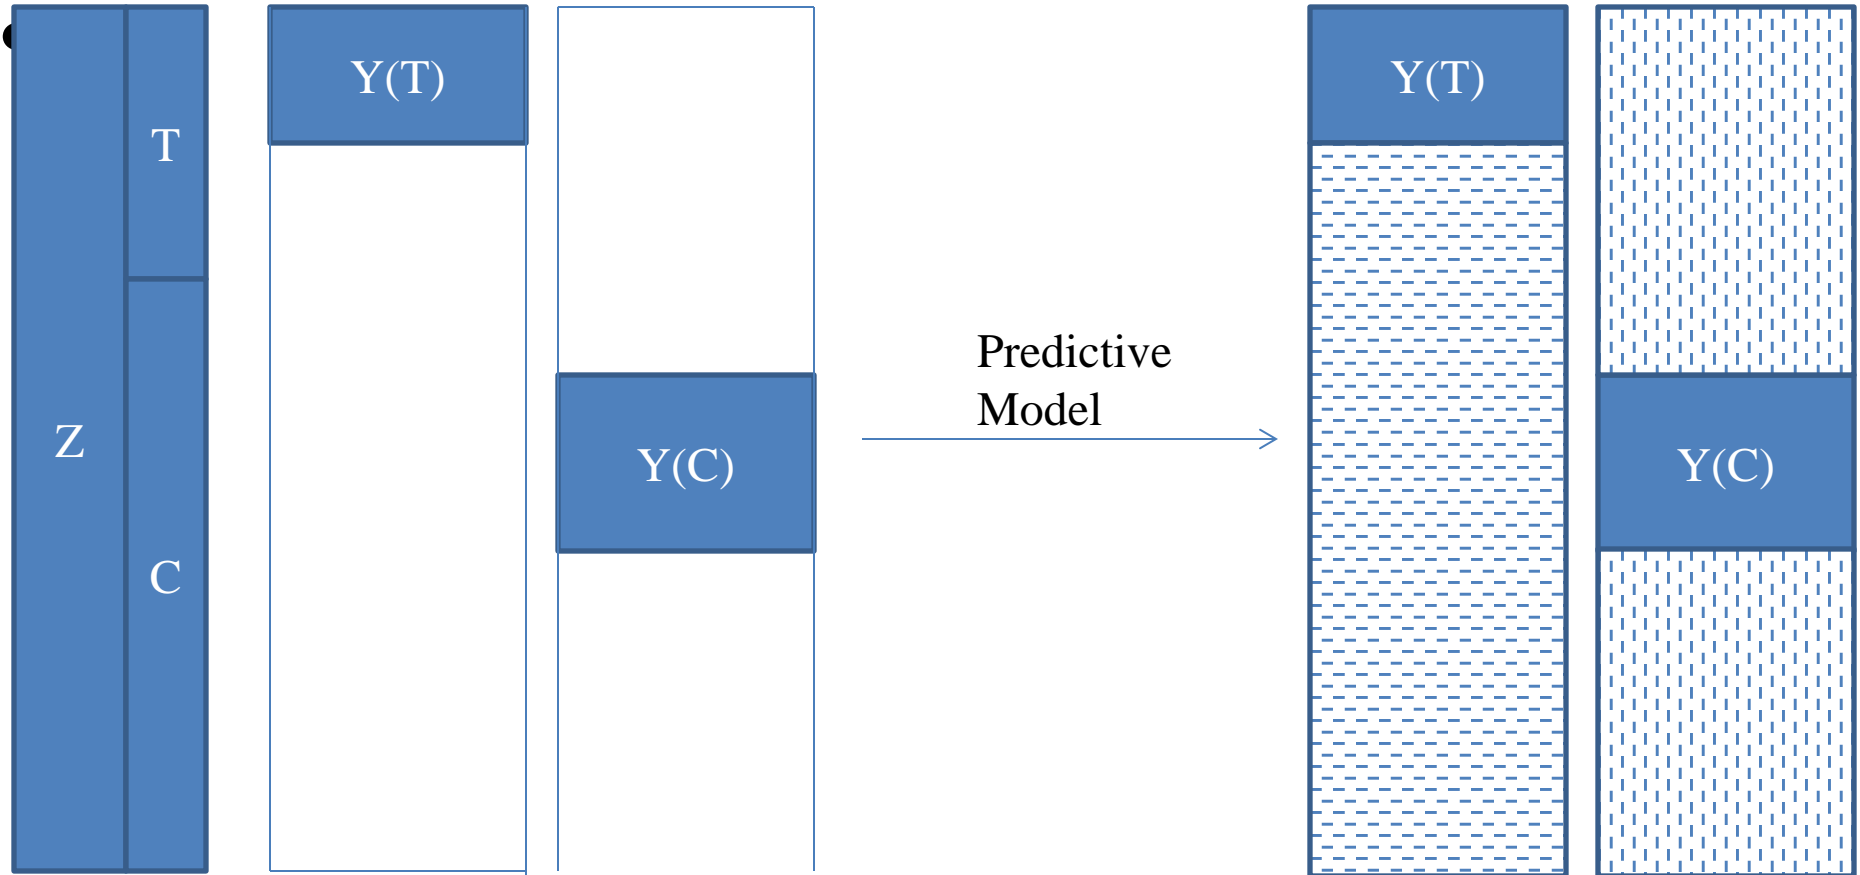 Z
T
C
Y(T)
Y(C)
Predictive
Model
Y(T)
Y(C)